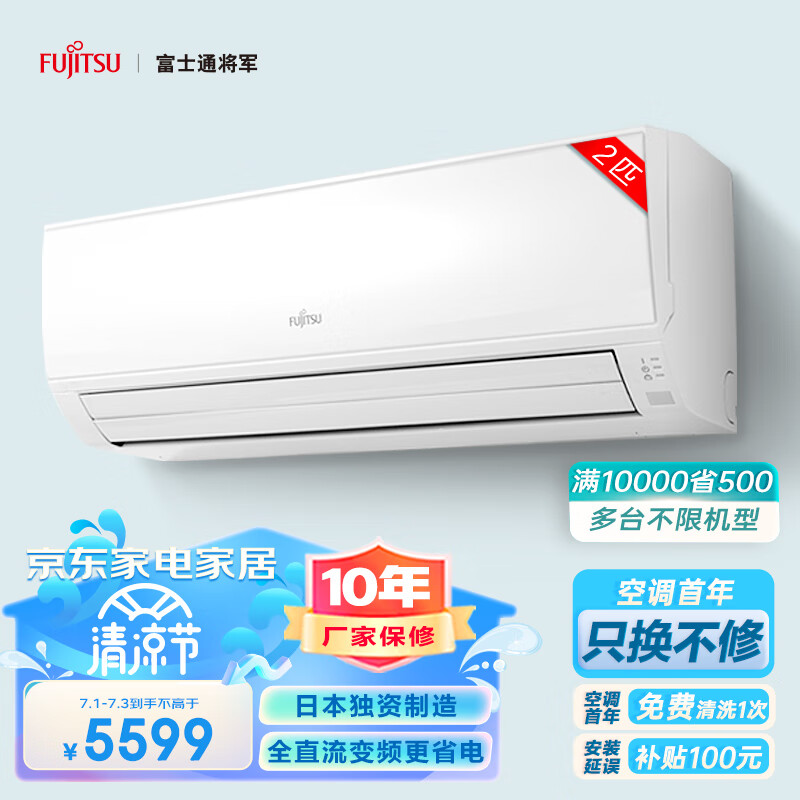 FUJITSU | 富士通将军
2匹
FUJITSU
满10000省500
多台不限机型
京东家电家居
清凉节
7.1-7.3到手不高于
¥5599
10年
厂家保修
日本独资制造
全直流变频更省电
空调首年
只换不修
空调首年 免费清洗1次
安装延误 补贴100元